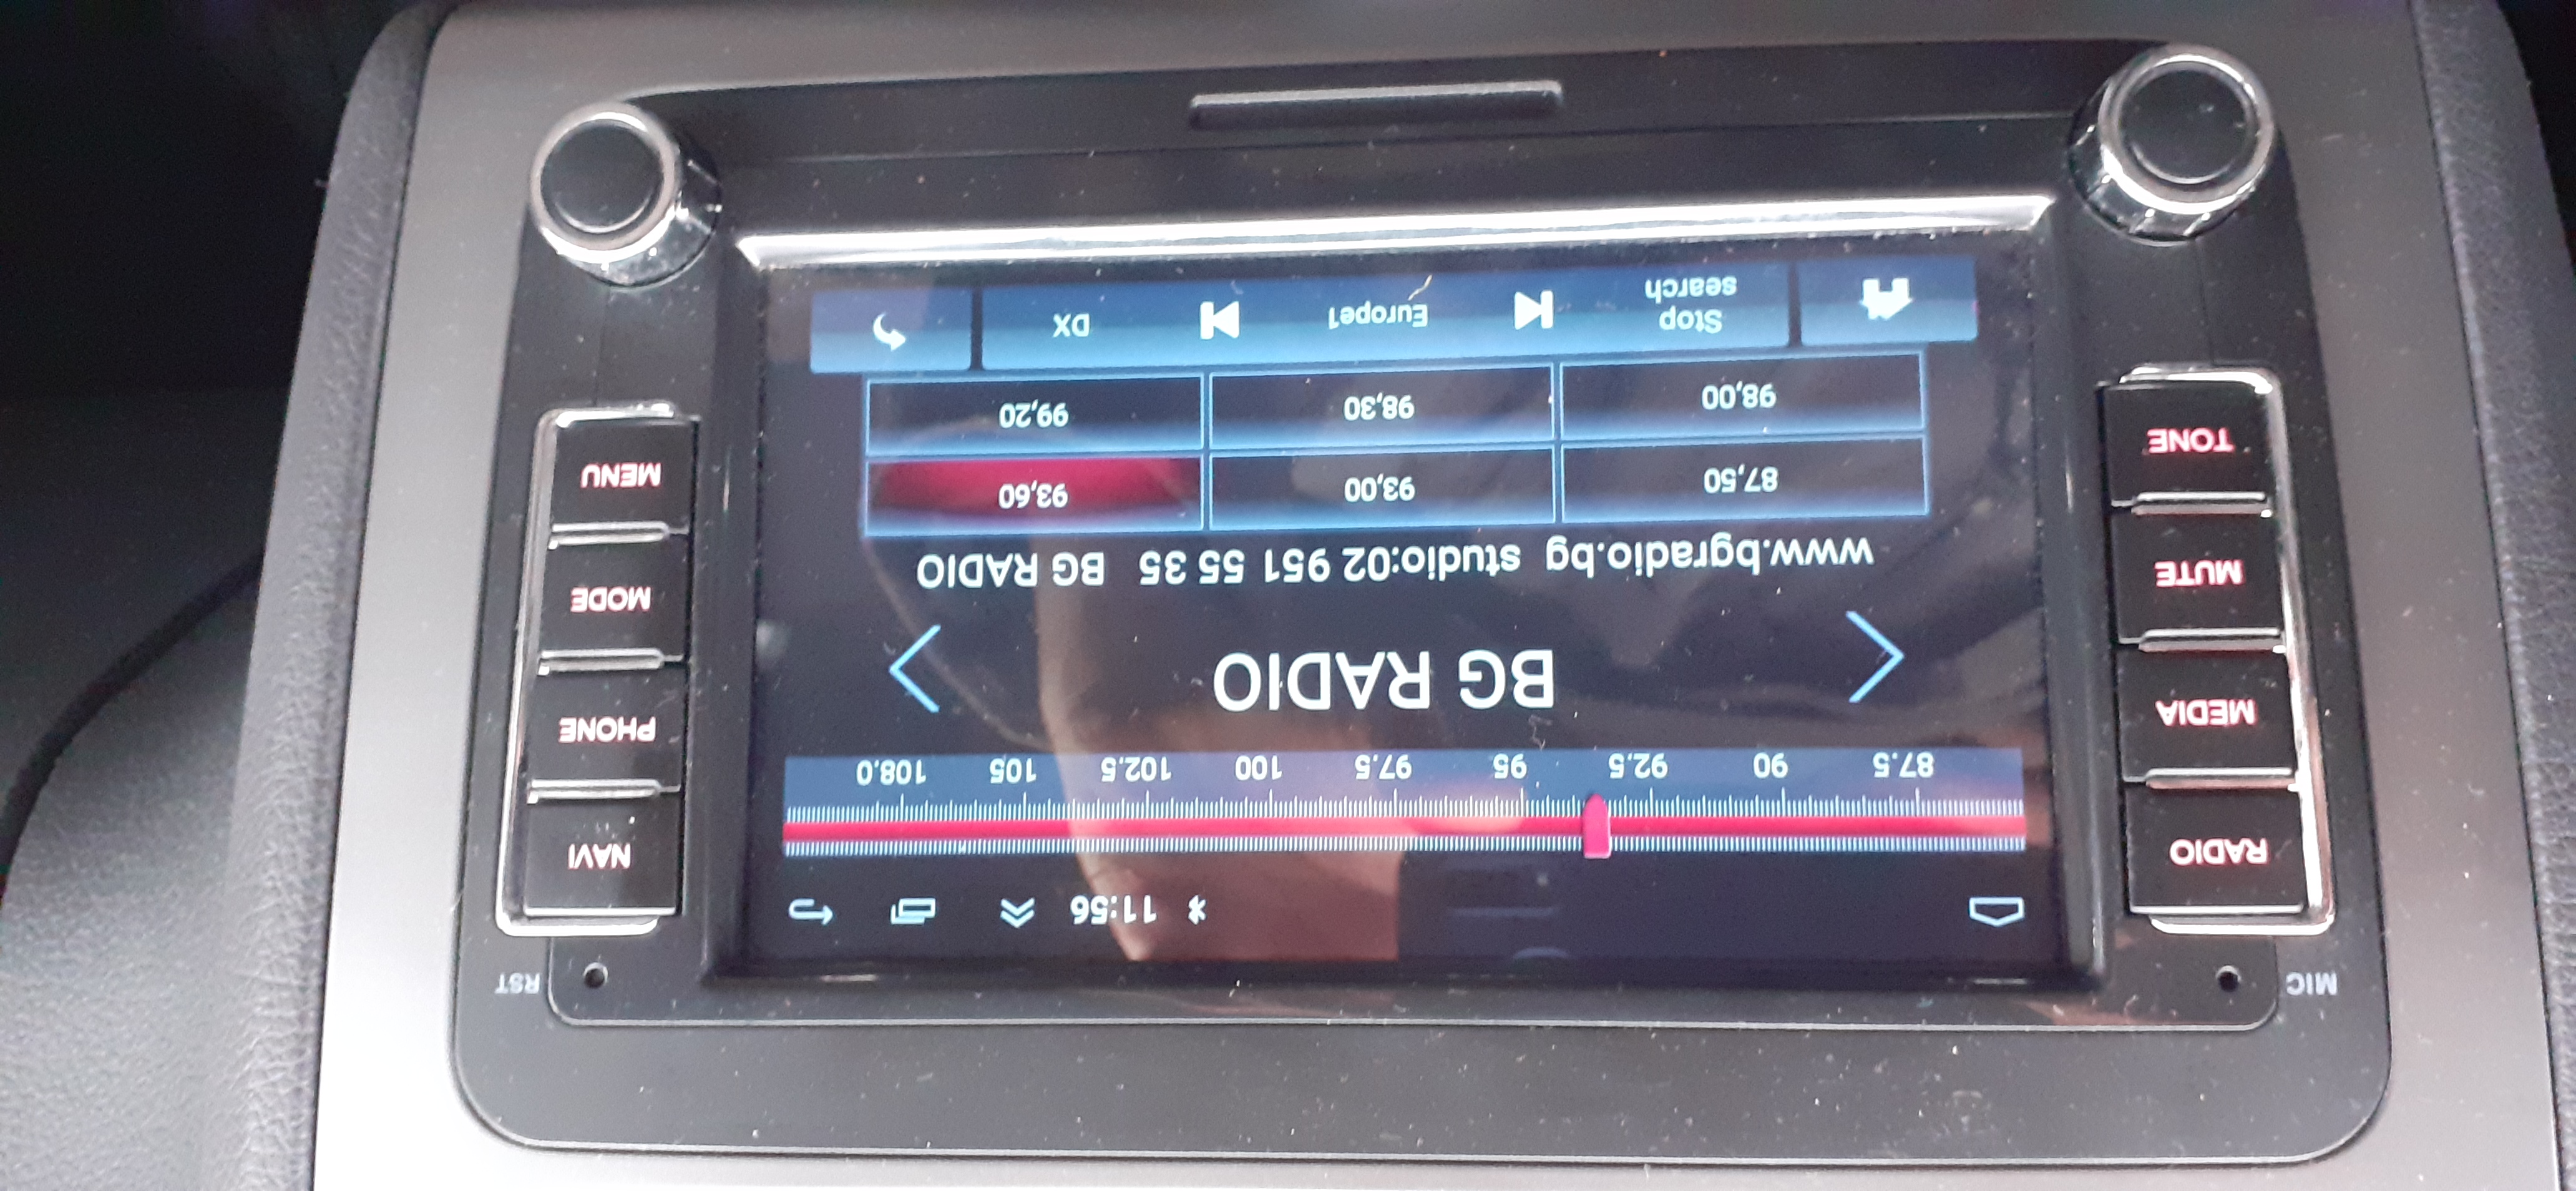 MIC
RST
11:56
RADIO
MEDIA
MUTE
TONE
NAVI
PHONE
MODE
MENU
87.5 90 92.5 95 97.5 100 102.5 105 108.0
BG RADIO
www.bgradio.bg studio:02 951 55 35 BG RADIO
87,50 93,00 93,60
98,00 98,30 99,20
Stop
search
Europe1
DX